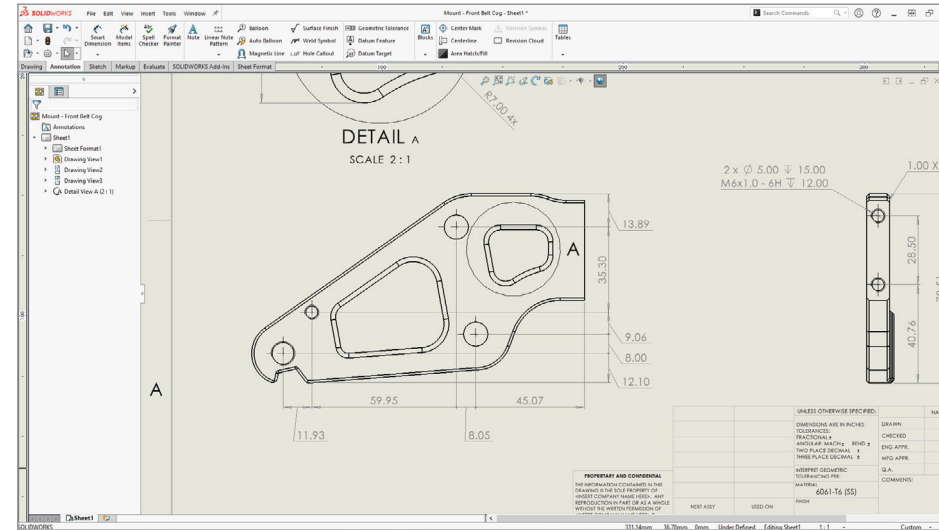 SOLIDWORKS File Edit View Insert Tools Window
Mount - Front Belt Cog - Sheet1 *
Search Commands
Smart Dimension
Model Items
Spell Checker
Format Painter
Note
Linear Note Pattern
Balloon
Auto Balloon
Magnetic Line
Surface Finish
Weld Symbol
Hole Callout
Geometric Tolerance
Datum Feature
Datum Target
Blocks
Center Mark
Centerline
Area Hatch/Fill
Revision Symbol
Revision Cloud
Tables
Drawing Annotation Sketch Markup Evaluate SOLIDWORKS Add-Ins Sheet Format
Mount - Front Belt Cog
Annotations
Sheet1
Sheet Format1
Drawing View1
Drawing View2
Drawing View3
Detail View A (2 : 1)
R7.00 4X
DETAIL A
SCALE 2 : 1
2 x Ø 5.00 ↧ 15.00
M6x1.0 - 6H ↧ 12.00
1.00 X
13.89
A
35.30
28.50
9.06
8.00
40.76
12.10
A
59.95
45.07
11.93
8.05
PROPRIETARY AND CONFIDENTIAL
THE INFORMATION CONTAINED IN THIS
DRAWING IS THE SOLE PROPERTY OF
<INSERT COMPANY NAME HERE>. ANY
REPRODUCTION IN PART OR AS A WHOLE
WITHOUT THE WRITTEN PERMISSION OF
NEXT ASSY
USED ON
UNLESS OTHERWISE SPECIFIED:
DIMENSIONS ARE IN INCHES
TOLERANCES:
FRACTIONAL ±
ANGULAR: MACH ± BEND ±
TWO PLACE DECIMAL ±
THREE PLACE DECIMAL ±
INTERPRET GEOMETRIC
TOLERANCING PER:
MATERIAL
6061-T6 (SS)
FINISH
DRAWN
CHECKED
ENG APPR.
MFG APPR.
Q.A.
COMMENTS:
Sheet1
SOLIDWORKS
331.54mm 36.78mm 0mm Under Defined Editing Sheet1 1 : 1 Custom